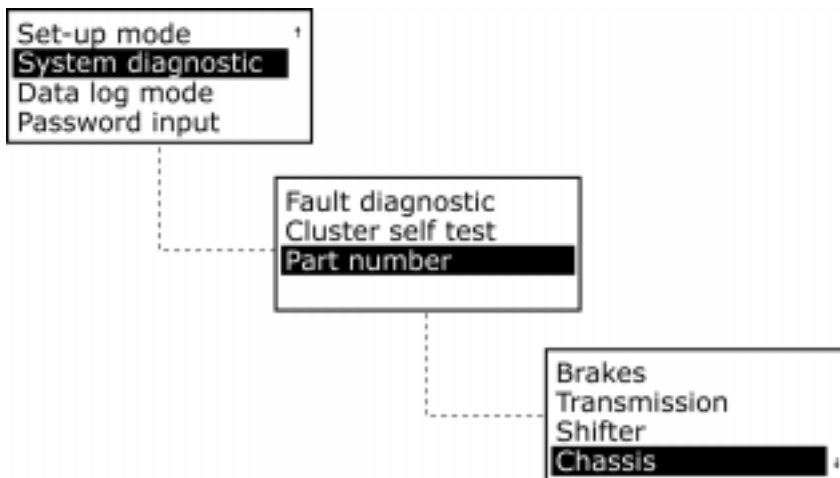 Set-up mode
System diagnostic
Data log mode
Password input
Fault diagnostic
Cluster self test
Part number
Brakes
Transmission
Shifter
Chassis